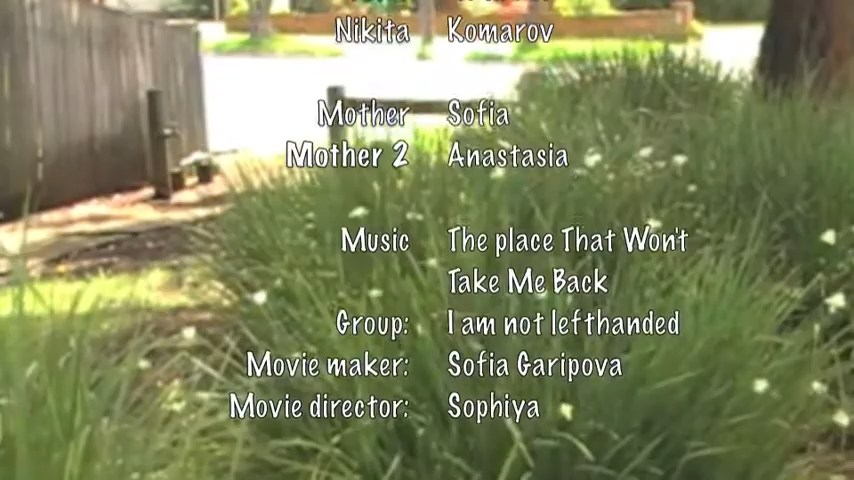 Nikita Komarov
Mother Sofia
Mother 2 Anastasia
Music The place That Won't
Take Me Back
Group: I am not lefthanded
Movie maker: Sofia Garipova
Movie director: Sophiya